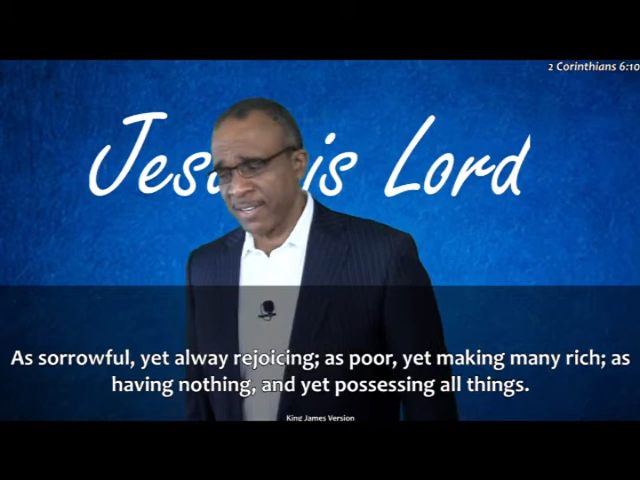 2 Corinthians 6:10
Jesu is Lord
As sorrowful, yet alway rejoicing; as poor, yet making many rich; as
having nothing, and yet possessing all things.
King James Version